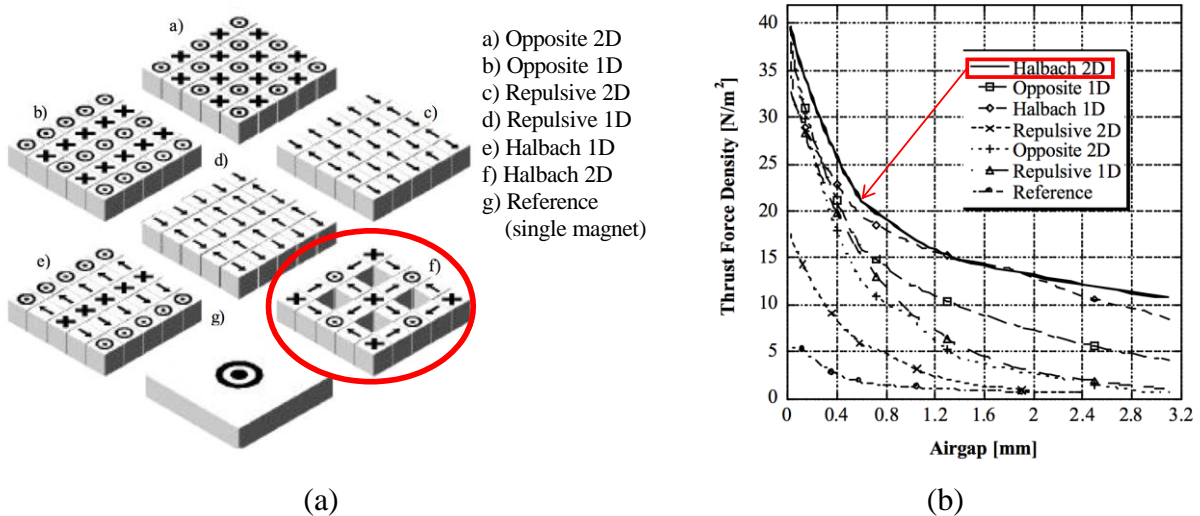 a)
b)
c)
d)
e)
f)
g)
a) Opposite 2D
b) Opposite 1D
c) Repulsive 2D
d) Repulsive 1D
e) Halbach 1D
f) Halbach 2D
g) Reference
(single magnet)
(a)
Thrust Force Density [N/m²]
40
35
30
25
20
15
10
5
0
Halbach 2D
Opposite 1D
Halbach 1D
Repulsive 2D
Opposite 2D
Repulsive 1D
Reference
0 0.4 0.8 1.2 1.6 2 2.4 2.8 3.2
Airgap [mm]
(b)